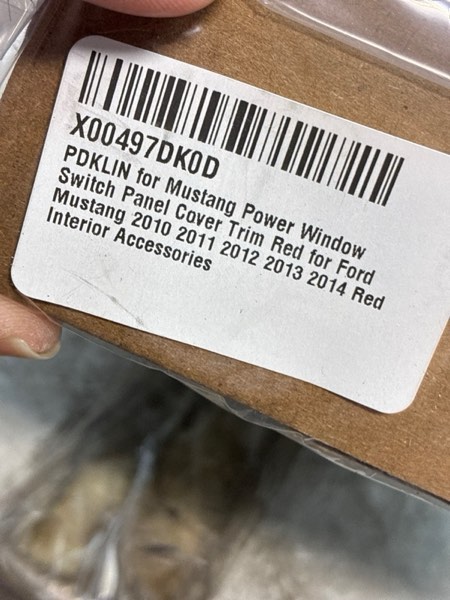 X00497DK0D
PDKLIN for Mustang Power Window
Switch Panel Cover Trim Red for Ford
Mustang 2010 2011 2012 2013 2014 Red
Interior Accessories